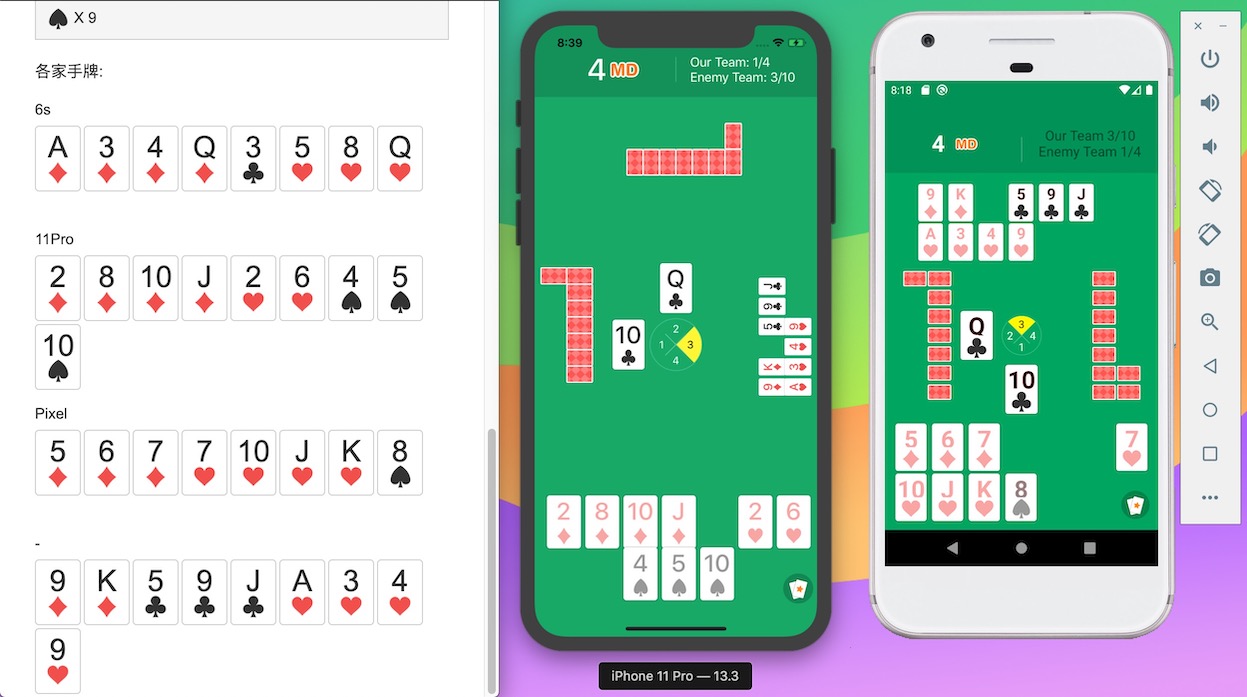 X 9
各家手牌:
6s
A 3 4 Q 3 5 8 Q
11Pro
2 8 10 J 2 6 4 5
10
Pixel
5 6 7 7 10 J K 8
-
9 K 5 9 J A 3 4
9
8:39
4 MD
Our Team: 1/4
Enemy Team: 3/10
Q
10
2
1 3
4
J
9
5 9
4
K 3
9 A
2 8 10 J 2 6
4 5 10
iPhone 11 Pro — 13.3
8:18
4 MD
Our Team 3/10
Enemy Team 1/4
9 K 5 9 J
A 3 4 9
Q
3
2 4
1
10
5 6 7 7
10 J K 8